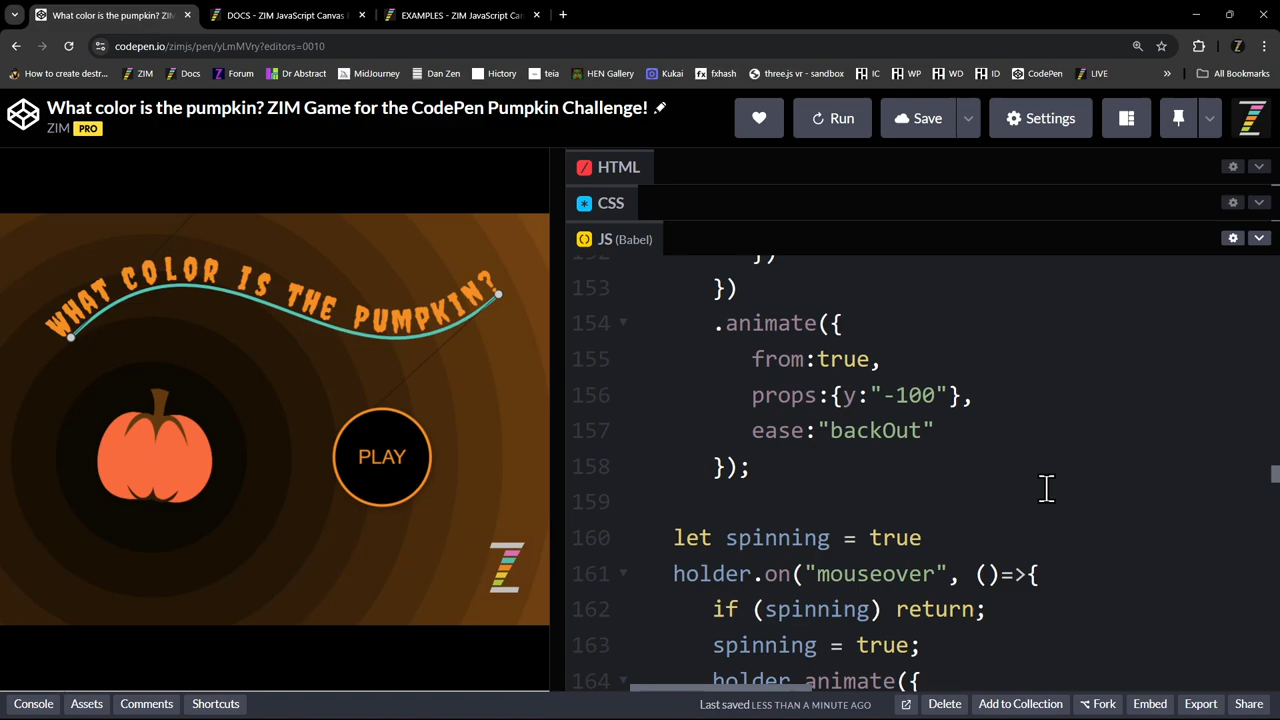 What color is the pumpkin? ZIM
DOCS - ZIM JavaScript Canvas
EXAMPLES - ZIM JavaScript Can
codepen.io/zimjs/pen/yLmMVry?editors=0010
How to create destr...
ZIM
Docs
Forum
Dr Abstract
MidJourney
Dan Zen
Hictory
teia
HEN Gallery
Kukai
fxhash
three.js vr - sandbox
IC
WP
WD
ID
CodePen
LIVE
All Bookmarks
What color is the pumpkin? ZIM Game for the CodePen Pumpkin Challenge!
ZIM PRO
Run
Save
Settings
HTML
CSS
JS (Babel)
WHAT COLOR IS THE PUMPKIN?
PLAY
152 })
153 })
154 .animate({
155 from:true,
156 props:{y:"-100"},
157 ease:"backOut"
158 });
159
160 let spinning = true
161 holder.on("mouseover", ()=>{
162 if (spinning) return;
163 spinning = true;
164 holder.animate({
Console
Assets
Comments
Shortcuts
Last saved LESS THAN A MINUTE AGO
Delete
Add to Collection
Fork
Embed
Export
Share